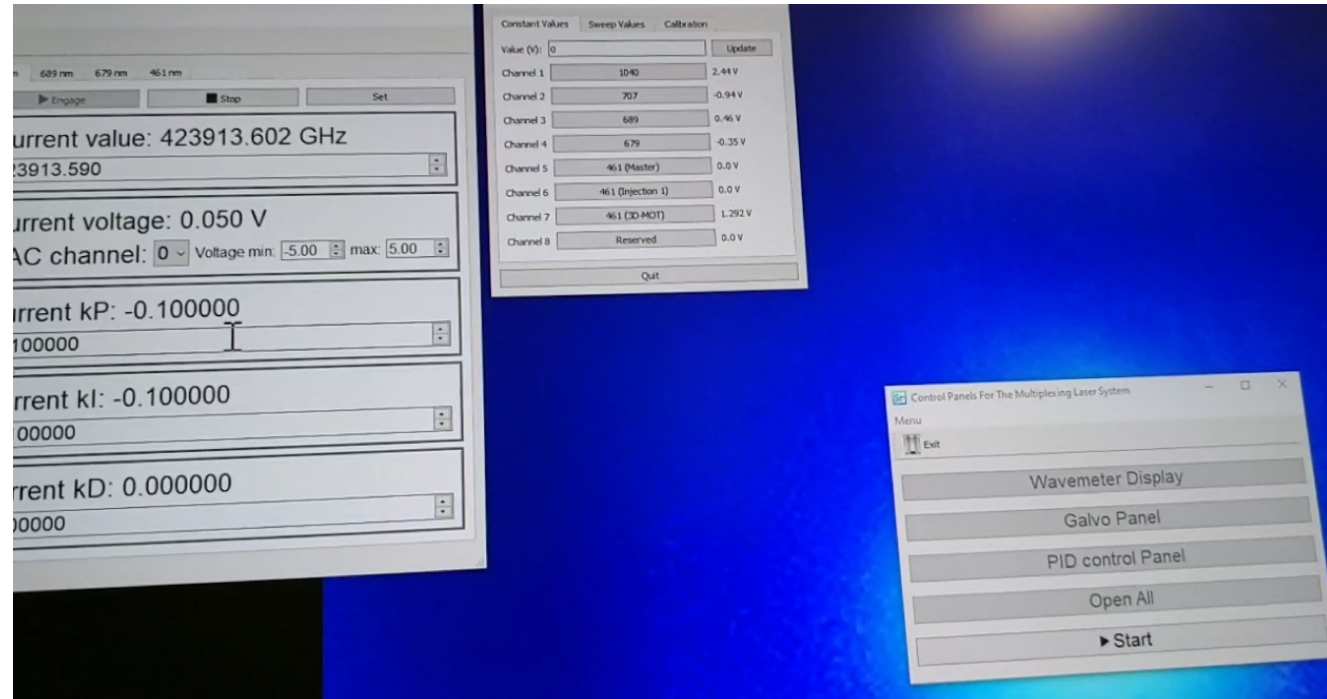 689 nm 679 nm 461 nm
Engage Stop Set
urrent value: 423913.602 GHz
23913.590
urrent voltage: 0.050 V
AC channel: 0 Voltage min: -5.00 max: 5.00
urrent kP: -0.100000
100000
rrent kI: -0.100000
00000
rrent kD: 0.000000
00000
Constant Values Sweep Values Calibration
Value (V): 0 Update
Channel 1 1040 2.44 V
Channel 2 707 -0.94 V
Channel 3 689 0.46 V
Channel 4 679 -0.35 V
Channel 5 461 (Master) 0.0 V
Channel 6 461 (Injection 1) 0.0 V
Channel 7 461 (3D-MOT) 1.292 V
Channel 8 Reserved 0.0 V
Quit
Sr Control Panels For The Multiplexing Laser System
Menu
Exit
Wavemeter Display
Galvo Panel
PID control Panel
Open All
Start